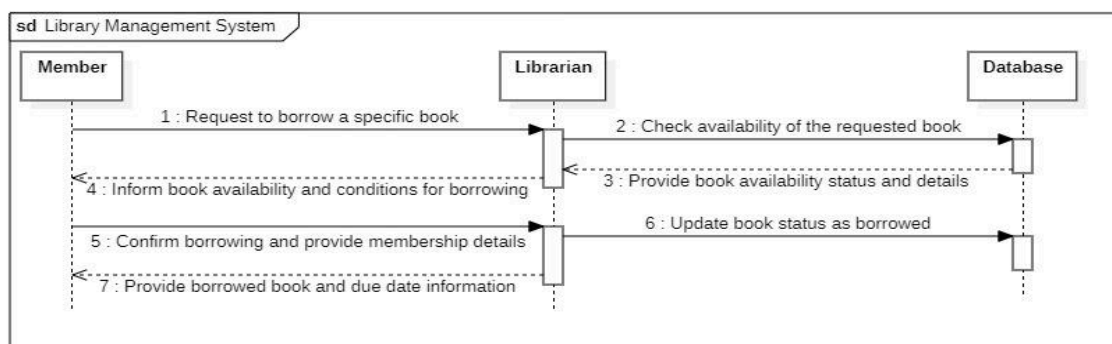 sd Library Management System
Member
Librarian
Database
1 : Request to borrow a specific book
2 : Check availability of the requested book
3 : Provide book availability status and details
4 : Inform book availability and conditions for borrowing
5 : Confirm borrowing and provide membership details
6 : Update book status as borrowed
7 : Provide borrowed book and due date information